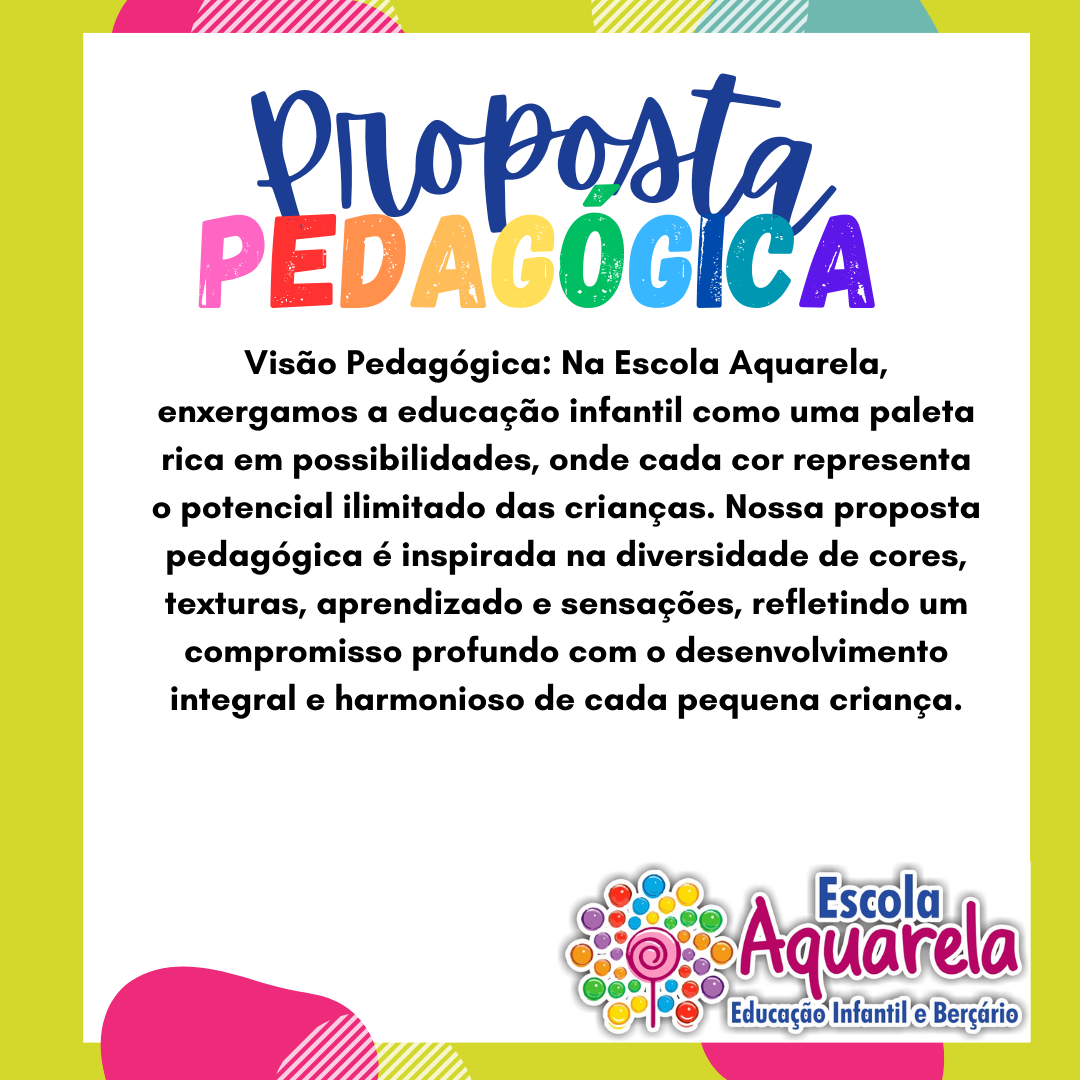 Proposta
PEDAGÓGICA
Visão Pedagógica: Na Escola Aquarela,
enxergamos a educação infantil como uma paleta
rica em possibilidades, onde cada cor representa
o potencial ilimitado das crianças. Nossa proposta
pedagógica é inspirada na diversidade de cores,
texturas, aprendizado e sensações, refletindo um
compromisso profundo com o desenvolvimento
integral e harmonioso de cada pequena criança.
Escola
Aquarela
Educação Infantil e Berçário